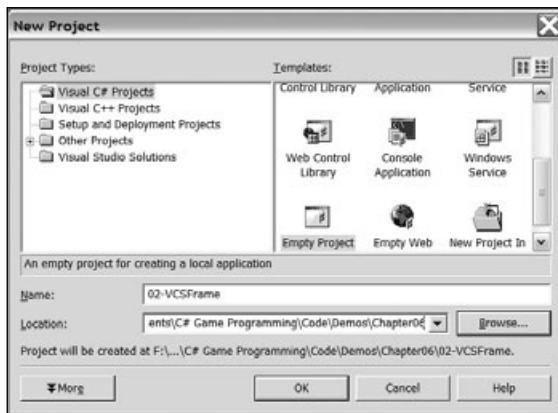 New Project
Project Types:
Templates:
Visual C# Projects
Visual C++ Projects
Setup and Deployment Projects
Other Projects
Visual Studio Solutions
Control Library
Application
Service
Web Control Library
Console Application
Windows Service
Empty Project
Empty Web
New Project In
An empty project for creating a local application
Name:
02-VCSFrame
Location:
ents\C# Game Programming\Code\Demos\Chapter06
Browse...
Project will be created at F:\...\C# Game Programming\Code\Demos\Chapter06\02-VCSFrame.
More
OK
Cancel
Help